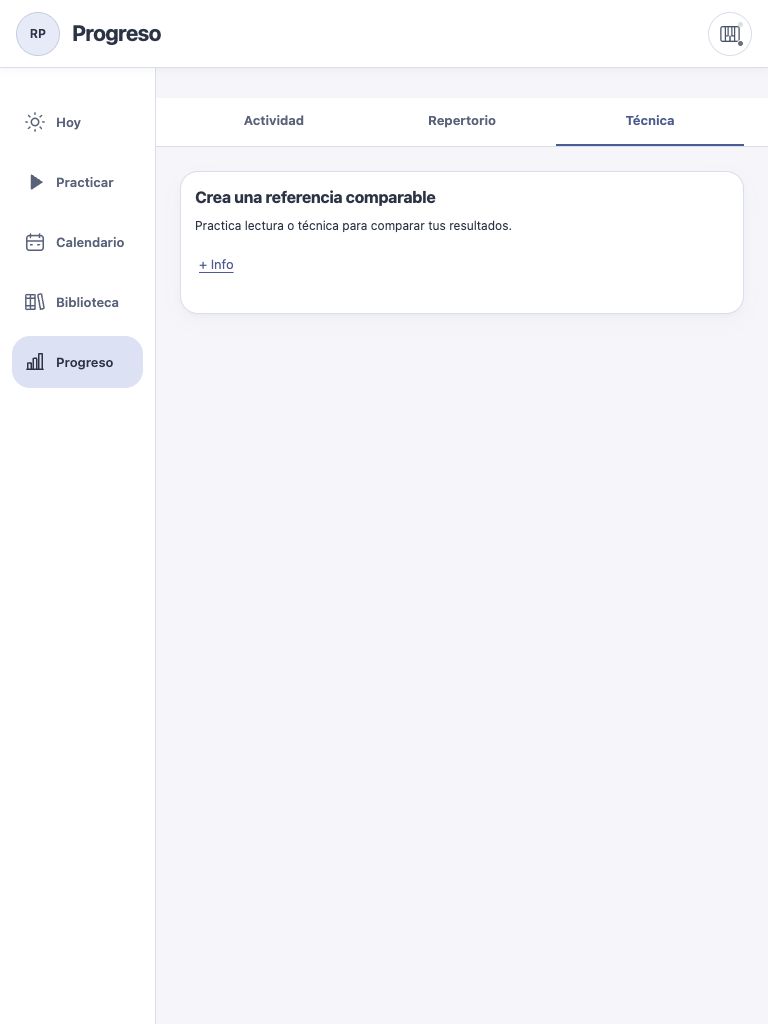 RP
Progreso
Hoy
Practicar
Calendario
Biblioteca
Progreso
Actividad
Repertorio
Técnica
Crea una referencia comparable
Practica lectura o técnica para comparar tus resultados.
+ Info